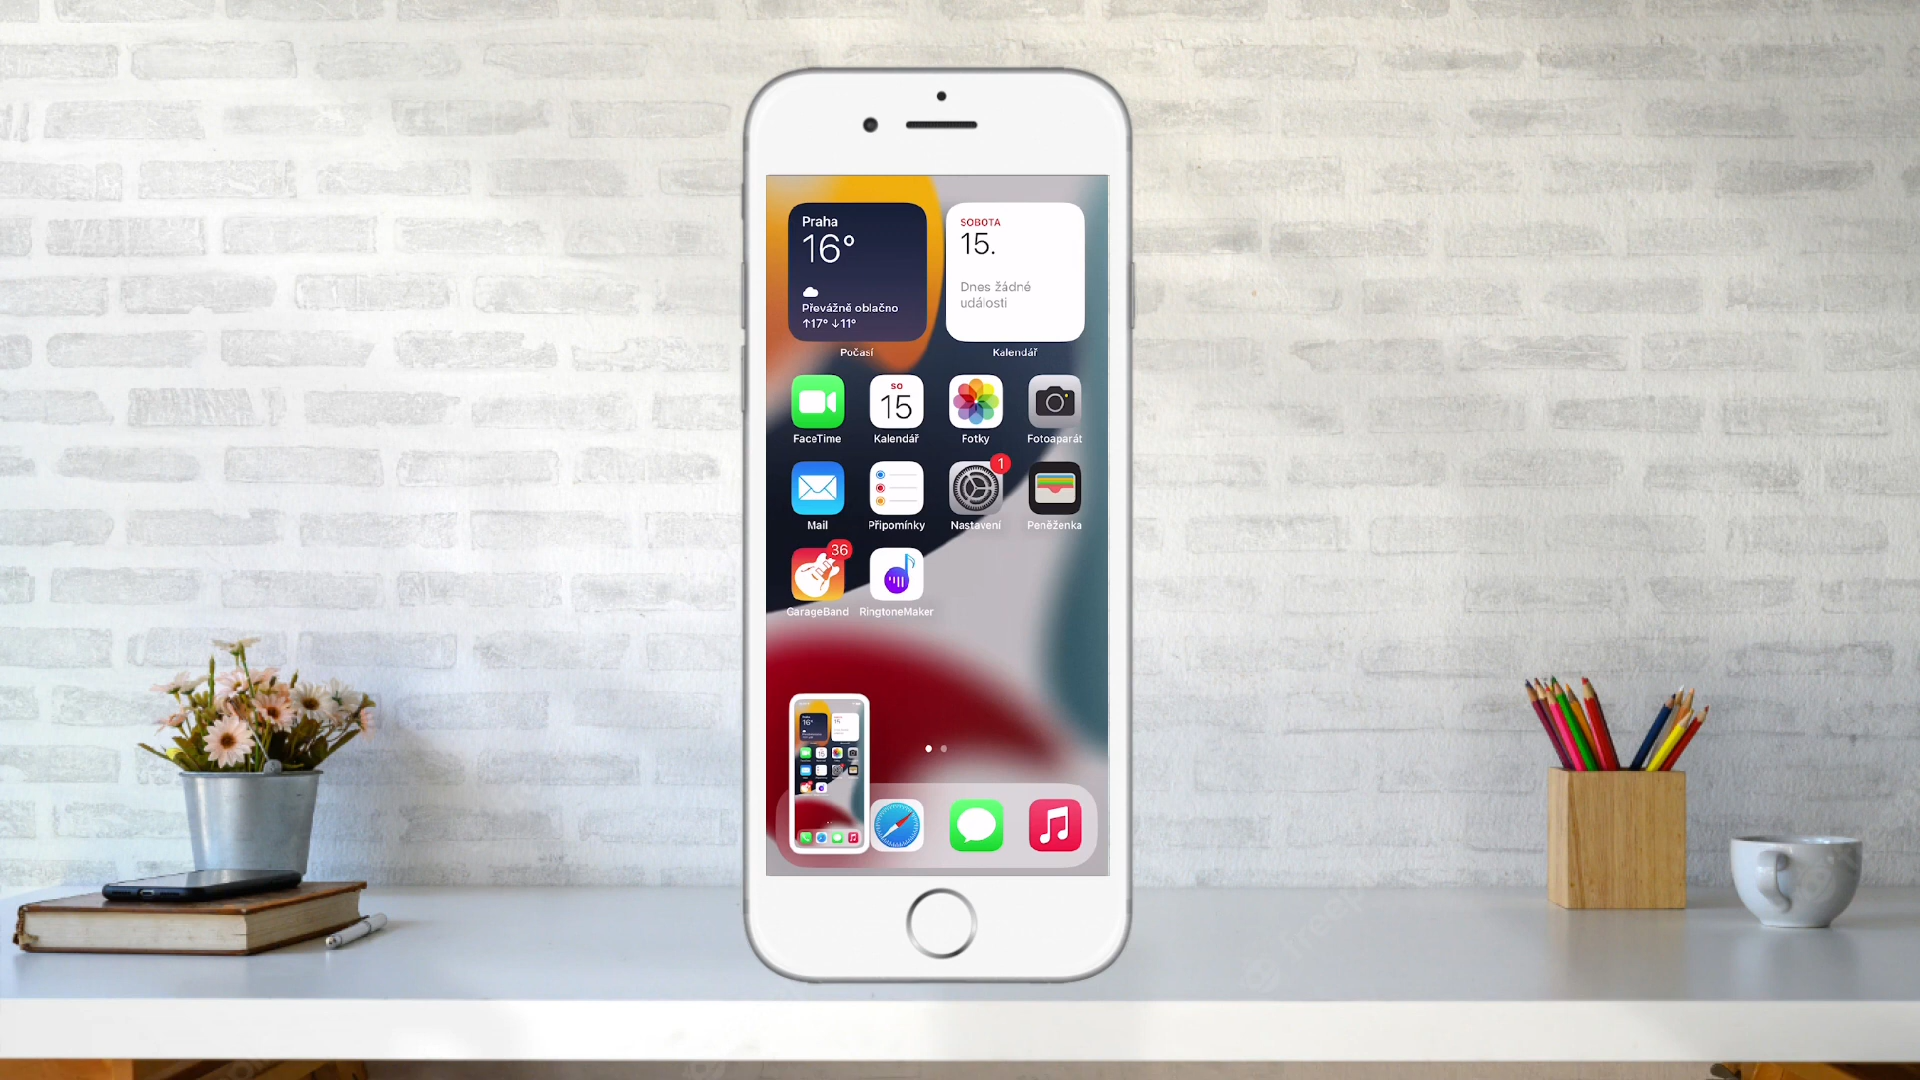 Praha
16°
Převážně oblačno
↑17° ↓11°
Počasí
SOBOTA
15.
Dnes žádné
události
Kalendář
FaceTime
SO
15
Kalendář
Fotky
Fotoaparát
Mail
Připomínky
1
Nastavení
Peněženka
36
GarageBand
RingtoneMaker